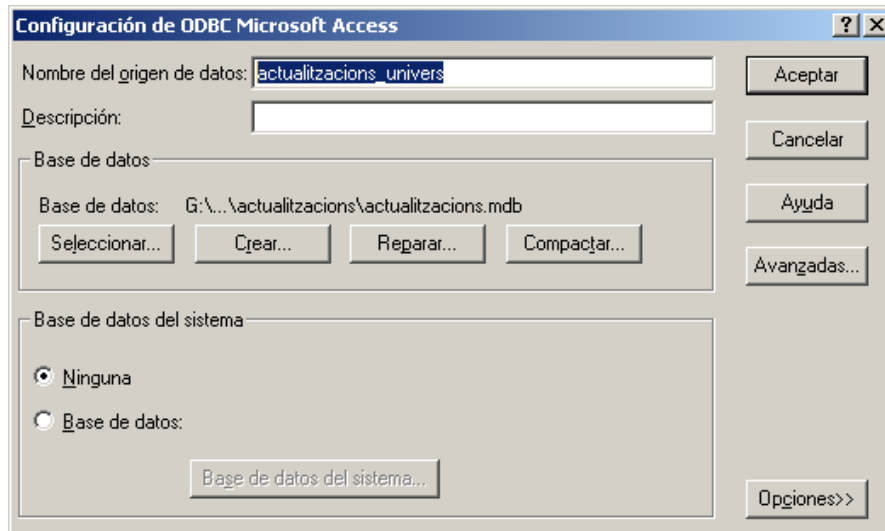 Configuración de ODBC Microsoft Access
Nombre del origen de datos: actualitzacions_univers
Aceptar
Descripción:
Cancelar
Base de datos
Base de datos: G:\...\actualitzacions\actualitzacions.mdb
Ayuda
Seleccionar... Crear... Reparar... Compactar...
Avanzadas...
Base de datos del sistema
Ninguna
Base de datos:
Base de datos del sistema...
Opciones>>